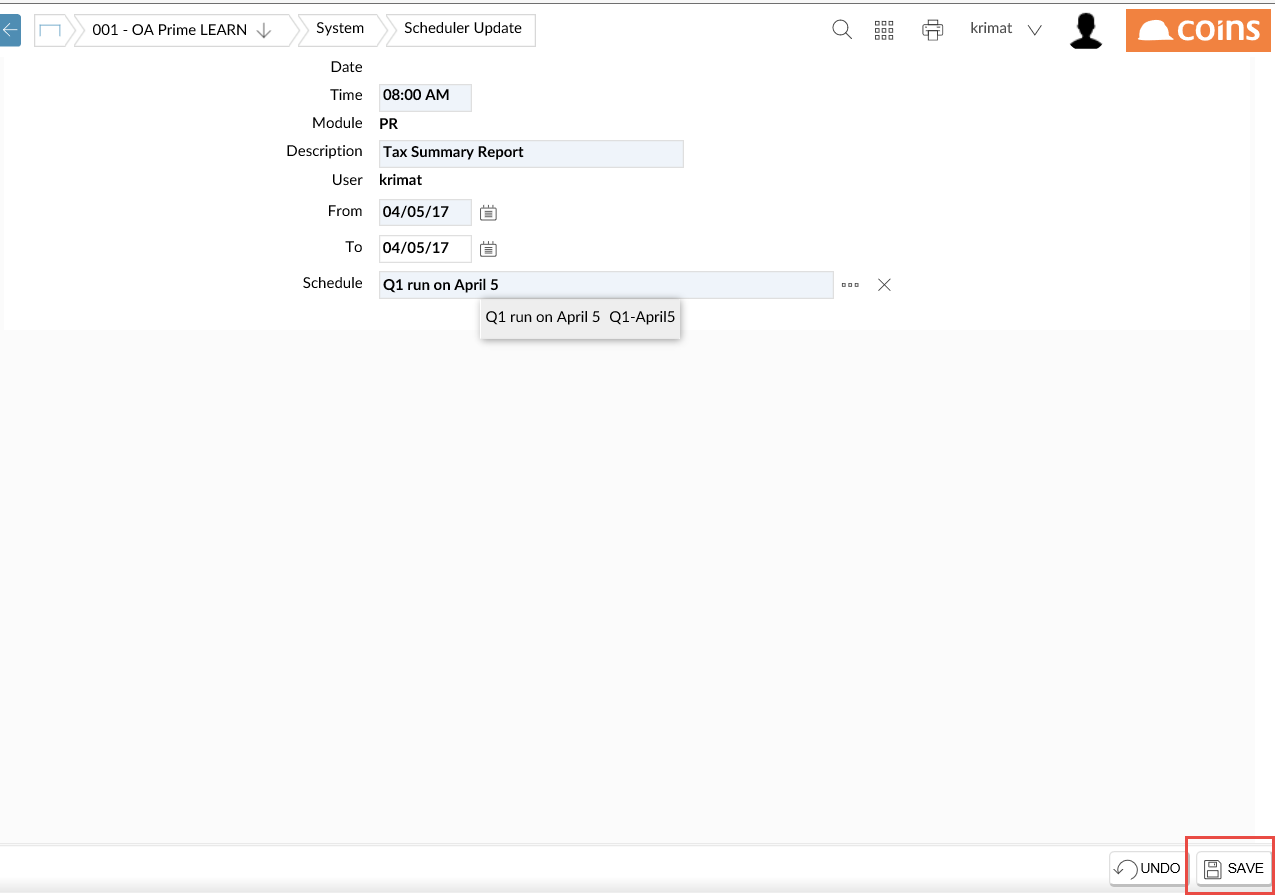 001 - OA Prime LEARN System Scheduler Update krimat coins
Date
Time 08:00 AM
Module PR
Description Tax Summary Report
User krimat
From 04/05/17
To 04/05/17
Schedule Q1 run on April 5
Q1 run on April 5 Q1-April5
UNDO SAVE